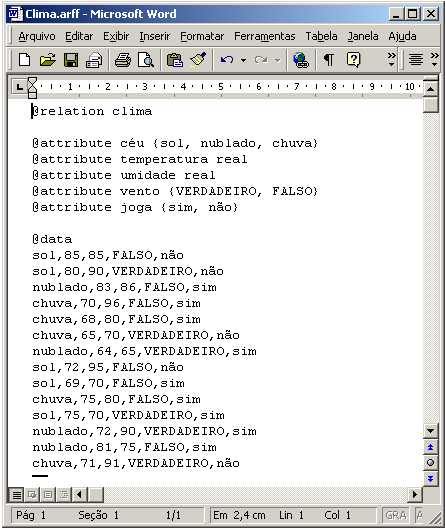 Clima.arff - Microsoft Word
Arquivo Editar Exibir Inserir Formatar Ferramentas Tabela Janela Ajuda
L 1 2 3 4 5 6 7 8 9 10
@relation clima
@attribute céu {sol, nublado, chuva}
@attribute temperatura real
@attribute umidade real
@attribute vento {VERDADEIRO, FALSO}
@attribute joga {sim, não}
@data
sol,85,85,FALSO,não
sol,80,90,VERDADEIRO,não
nublado,83,86,FALSO,sim
chuva,70,96,FALSO,sim
chuva,68,80,FALSO,sim
chuva,65,70,VERDADEIRO,não
nublado,64,65,VERDADEIRO,sim
sol,72,95,FALSO,não
sol,69,70,FALSO,sim
chuva,75,80,FALSO,sim
sol,75,70,VERDADEIRO,sim
nublado,72,90,VERDADEIRO,sim
nublado,81,75,FALSO,sim
chuva,71,91,VERDADEIRO,não
Pág 1 Seção 1 1/1 Em 2,4 cm Lin 1 Col 1 GRA